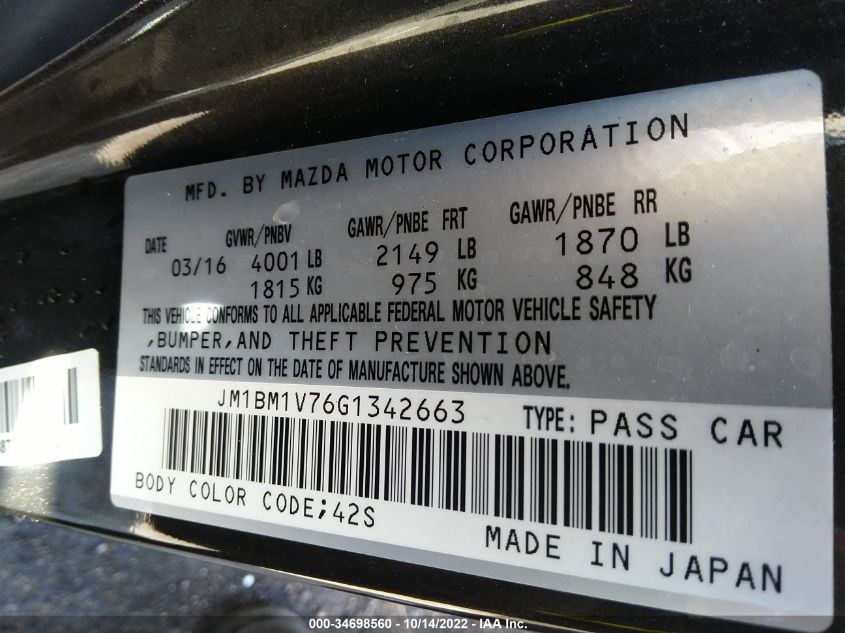 MFD. BY MAZDA MOTOR CORPORATION
DATE GVWR/PNBV GAWR/PNBE FRT GAWR/PNBE RR
03/16 4001 LB 2149 LB 1870 LB
1815 KG 975 KG 848 KG
THIS VEHICLE CONFORMS TO ALL APPLICABLE FEDERAL MOTOR VEHICLE SAFETY
,BUMPER,AND THEFT PREVENTION
STANDARDS IN EFFECT ON THE DATE OF MANUFACTURE SHOWN ABOVE.
JM1BM1V76G1342663 TYPE: PASS CAR
BODY COLOR CODE;42S
MADE IN JAPAN
000-34698560 - 10/14/2022 - IAA Inc.